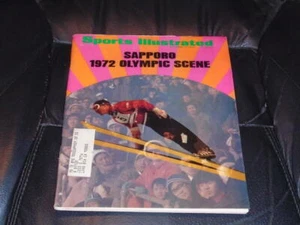 Sports Illustrated
SAPPORO
1972 OLYMPIC SCENE